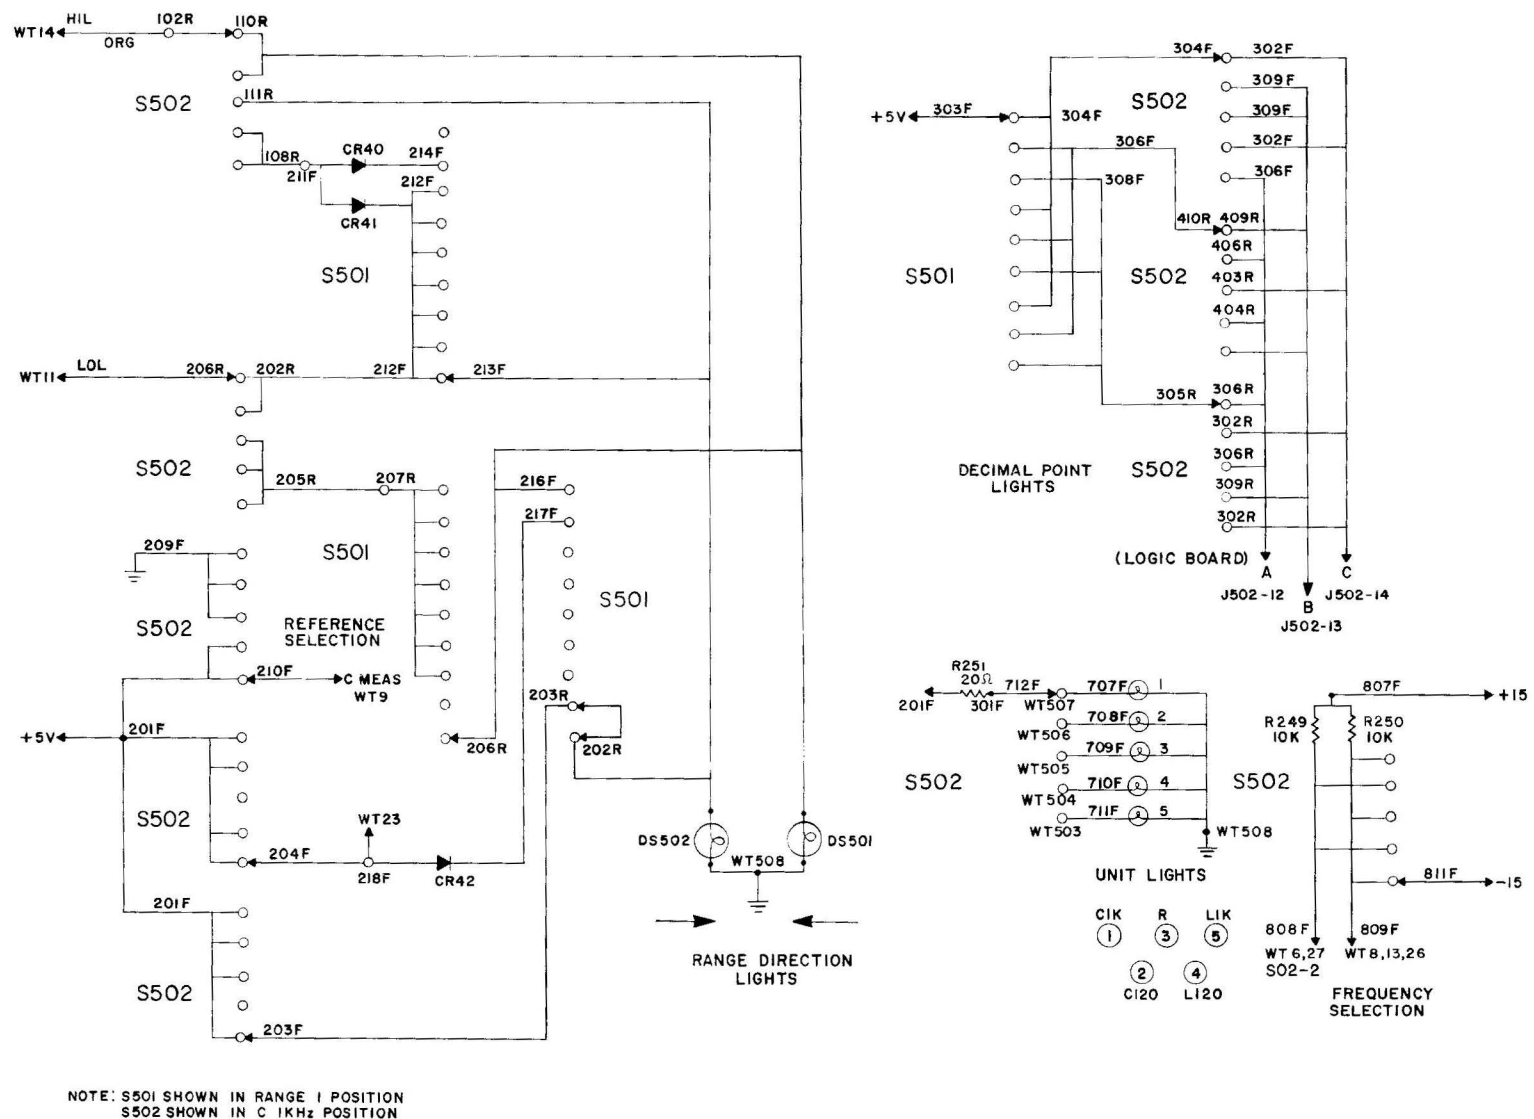 HIL 102R 110R
WT14 ORG
S502
111R
CR40 214F
108R
211F 212F
CR41
S501
LOL 206R 202R 212F 213F
WT11
S502
205R 207R 216F
217F
209F S501
S501
REFERENCE
SELECTION
S502
210F C MEAS
WT9
203R
201F
+5V 206R 202R
S502 WT23
204F
218F CR42
DS502 WT508 DS501
201F
S502
203F
RANGE DIRECTION
LIGHTS
NOTE: S501 SHOWN IN RANGE 1 POSITION
S502 SHOWN IN C 1KHz POSITION
304F 302F
309F
S502
+5V 303F 304F 309F
306F 302F
306F
308F
410R 409R
406R
S501 S502 403R
404R
305R 306R
302R
DECIMAL POINT
LIGHTS
S502 306R
309R
302R
(LOGIC BOARD) A C
J502-12 B J502-14
J502-13
R251
20Ω 712F 707F 1
201F 301F WT507
708F 2
WT506
709F 3
WT505
S502 710F 4
WT504
711F 5
WT503 WT508
UNIT LIGHTS
C1K R L1K
1 3 5
2 4
C120 L120
807F +15
R249 R250
10K 10K
S502
811F -15
808F 809F
WT6,27 WT8,13,26
SO2-2
FREQUENCY
SELECTION